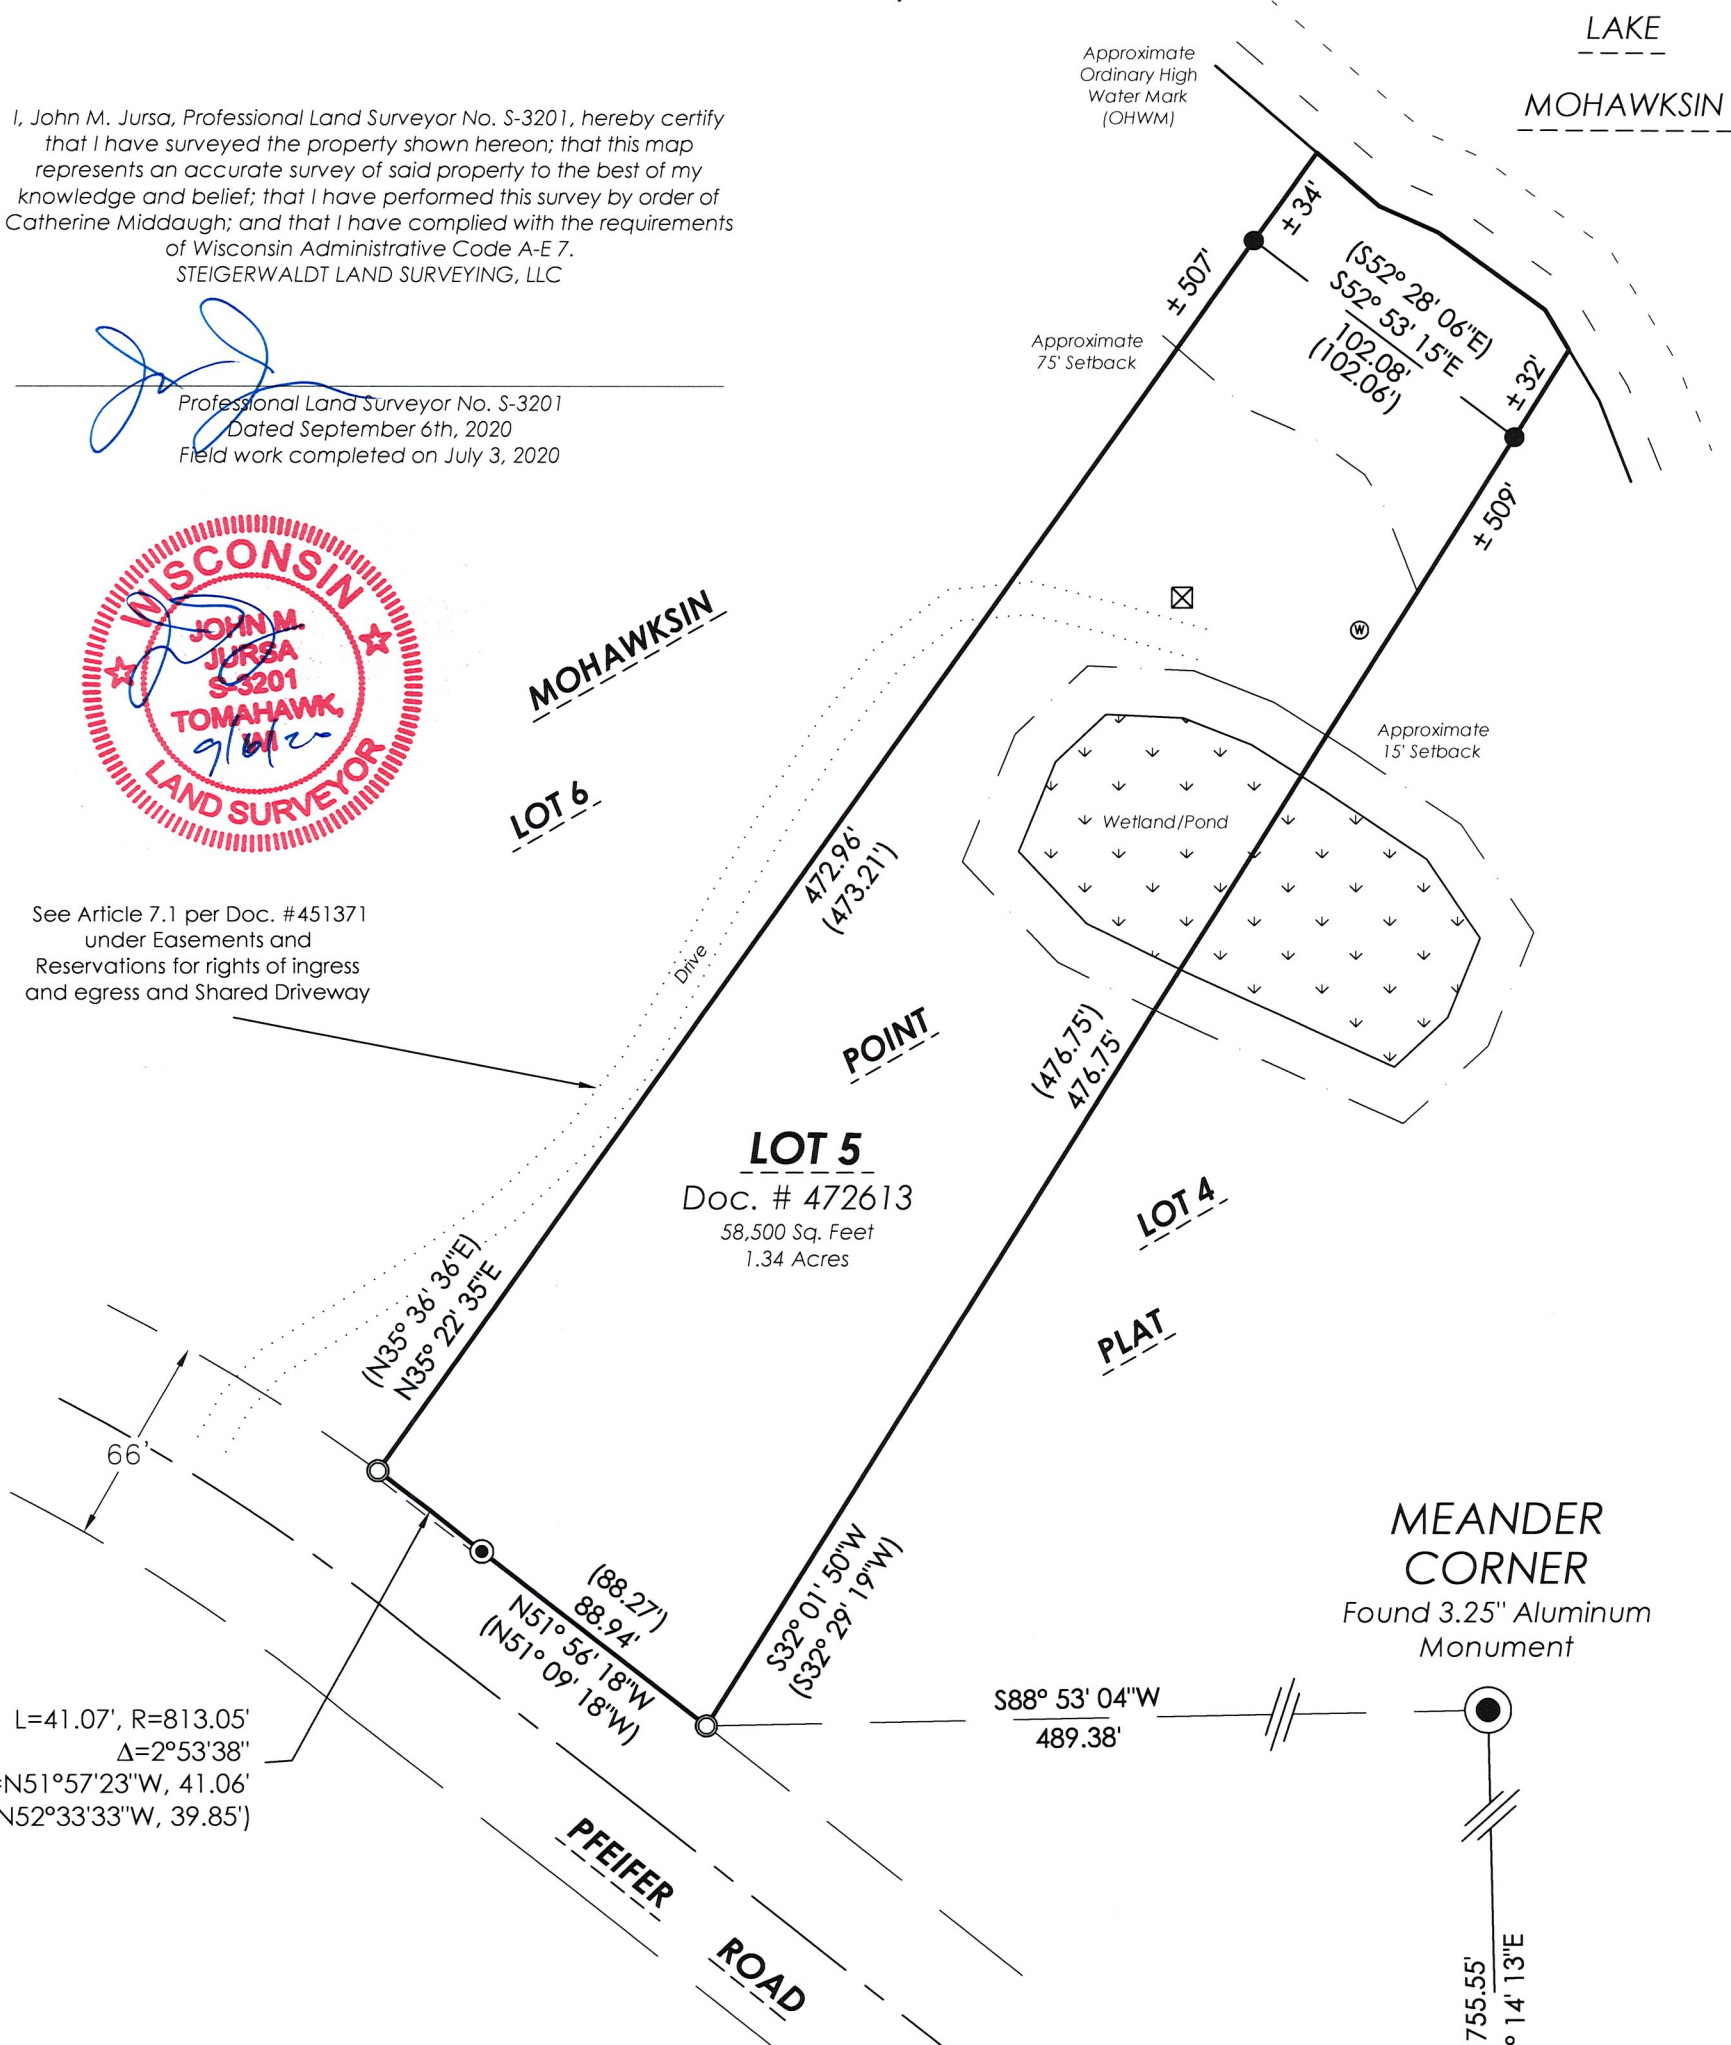 LAKE
MOHAWKSIN
Approximate
Ordinary High
Water Mark
(OHWM)
I, John M. Jursa, Professional Land Surveyor No. S-3201, hereby certify
that I have surveyed the property shown hereon; that this map
represents an accurate survey of said property to the best of my
knowledge and belief; that I have performed this survey by order of
Catherine Middaugh; and that I have complied with the requirements
of Wisconsin Administrative Code A-E 7.
STEIGERWALDT LAND SURVEYING, LLC
Professional Land Surveyor No. S-3201
Dated September 6th, 2020
Field work completed on July 3, 2020
WISCONSIN
JOHN M.
JURSA
S-3201
TOMAHAWK,
WI
LAND SURVEYOR
9/6/20
± 34'
± 507'
(S52° 28' 06"E)
S52° 53' 15"E
102.08'
(102.06')
± 32'
± 509'
Approximate
75' Setback
W
MOHAWKSIN
LOT 6
Approximate
15' Setback
Wetland/Pond
472.96'
(473.21')
Drive
See Article 7.1 per Doc. #451371
under Easements and
Reservations for rights of ingress
and egress and Shared Driveway
POINT
(476.75')
476.75'
LOT 5
Doc. # 472613
58,500 Sq. Feet
1.34 Acres
LOT 4
PLAT
(N35° 36' 36"E)
N35° 22' 35"E
66'
(88.27')
88.94'
N51° 56' 18"W
(N51° 09' 18"W)
S32° 01' 50"W
(S32° 29' 19"W)
MEANDER
CORNER
Found 3.25" Aluminum
Monument
S88° 53' 04"W
489.38'
L=41.07', R=813.05'
Δ=2°53'38"
=N51°57'23"W, 41.06'
N52°33'33"W, 39.85')
PFEIFER
ROAD
755.55'
° 14' 13"E